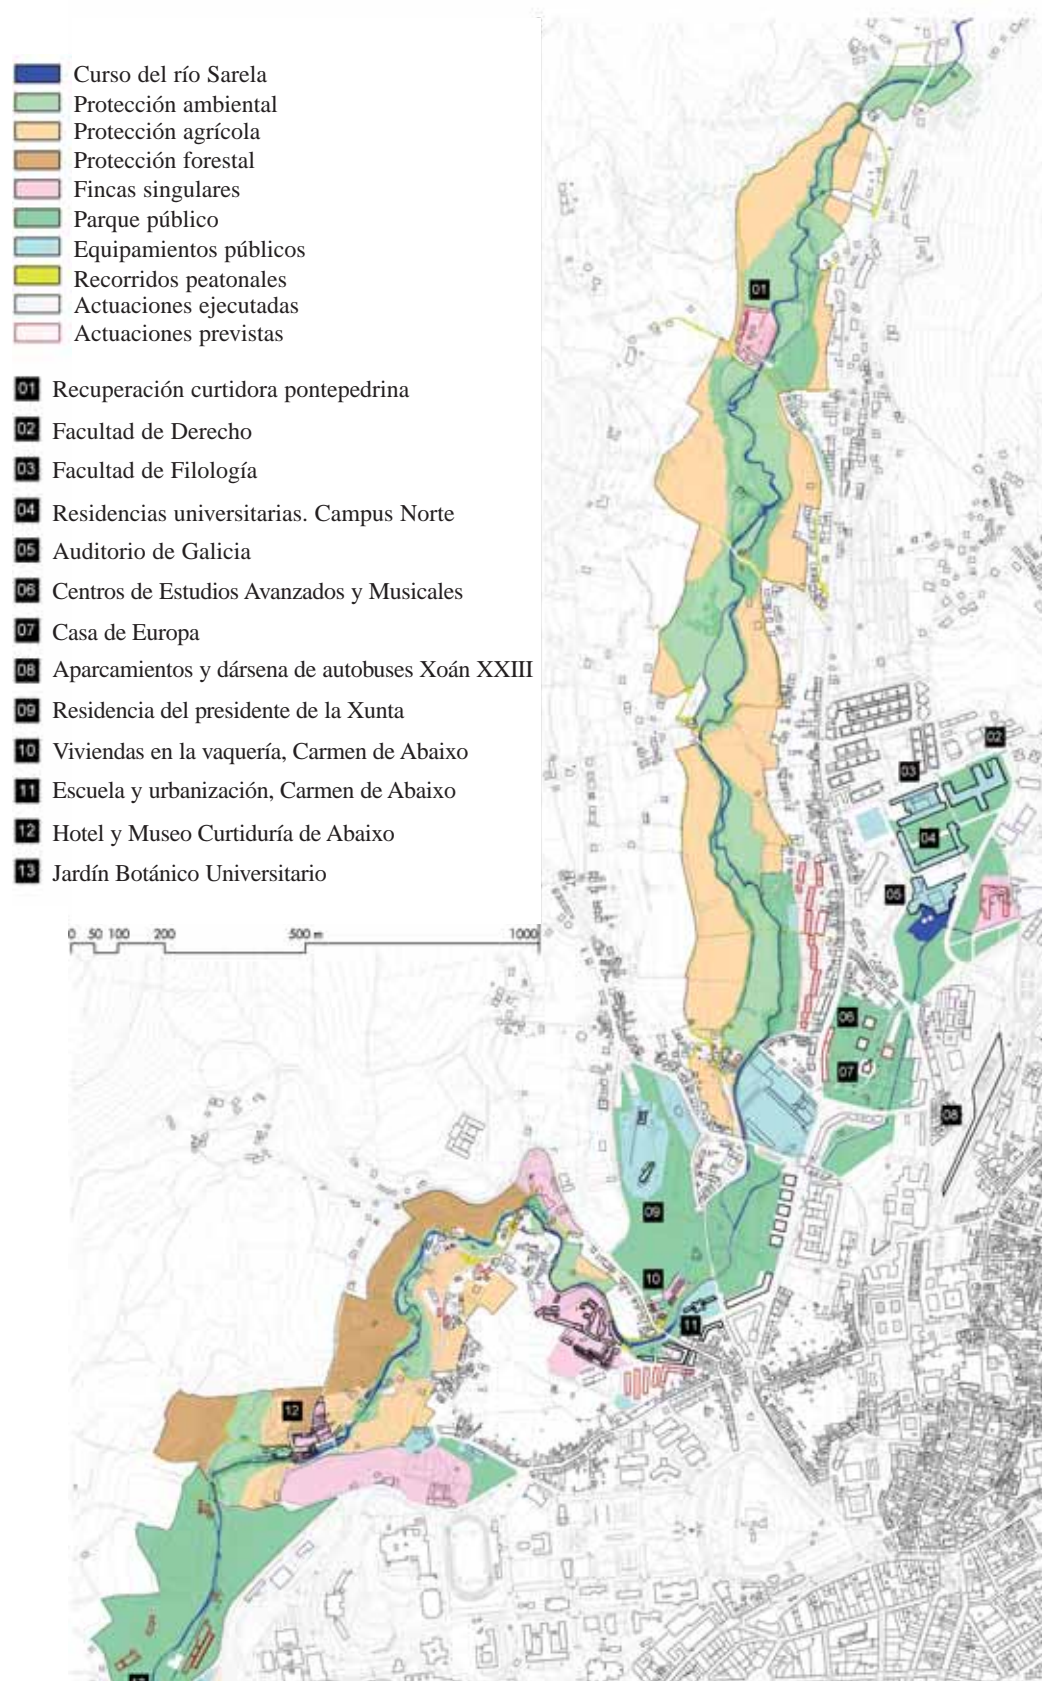 Curso del río Sarela
Protección ambiental
Protección agrícola
Protección forestal
Fincas singulares
Parque público
Equipamientos públicos
Recorridos peatonales
Actuaciones ejecutadas
Actuaciones previstas
01 Recuperación curtidora pontepedrina
02 Facultad de Derecho
03 Facultad de Filología
04 Residencias universitarias. Campus Norte
05 Auditorio de Galicia
06 Centros de Estudios Avanzados y Musicales
07 Casa de Europa
08 Aparcamientos y dársena de autobuses Xoán XXIII
09 Residencia del presidente de la Xunta
10 Viviendas en la vaquería, Carmen de Abaixo
11 Escuela y urbanización, Carmen de Abaixo
12 Hotel y Museo Curtiduría de Abaixo
13 Jardín Botánico Universitario
0 50 100 200 500 m 1000
01
02
03
04
05
06
07
08
09
10
11
12